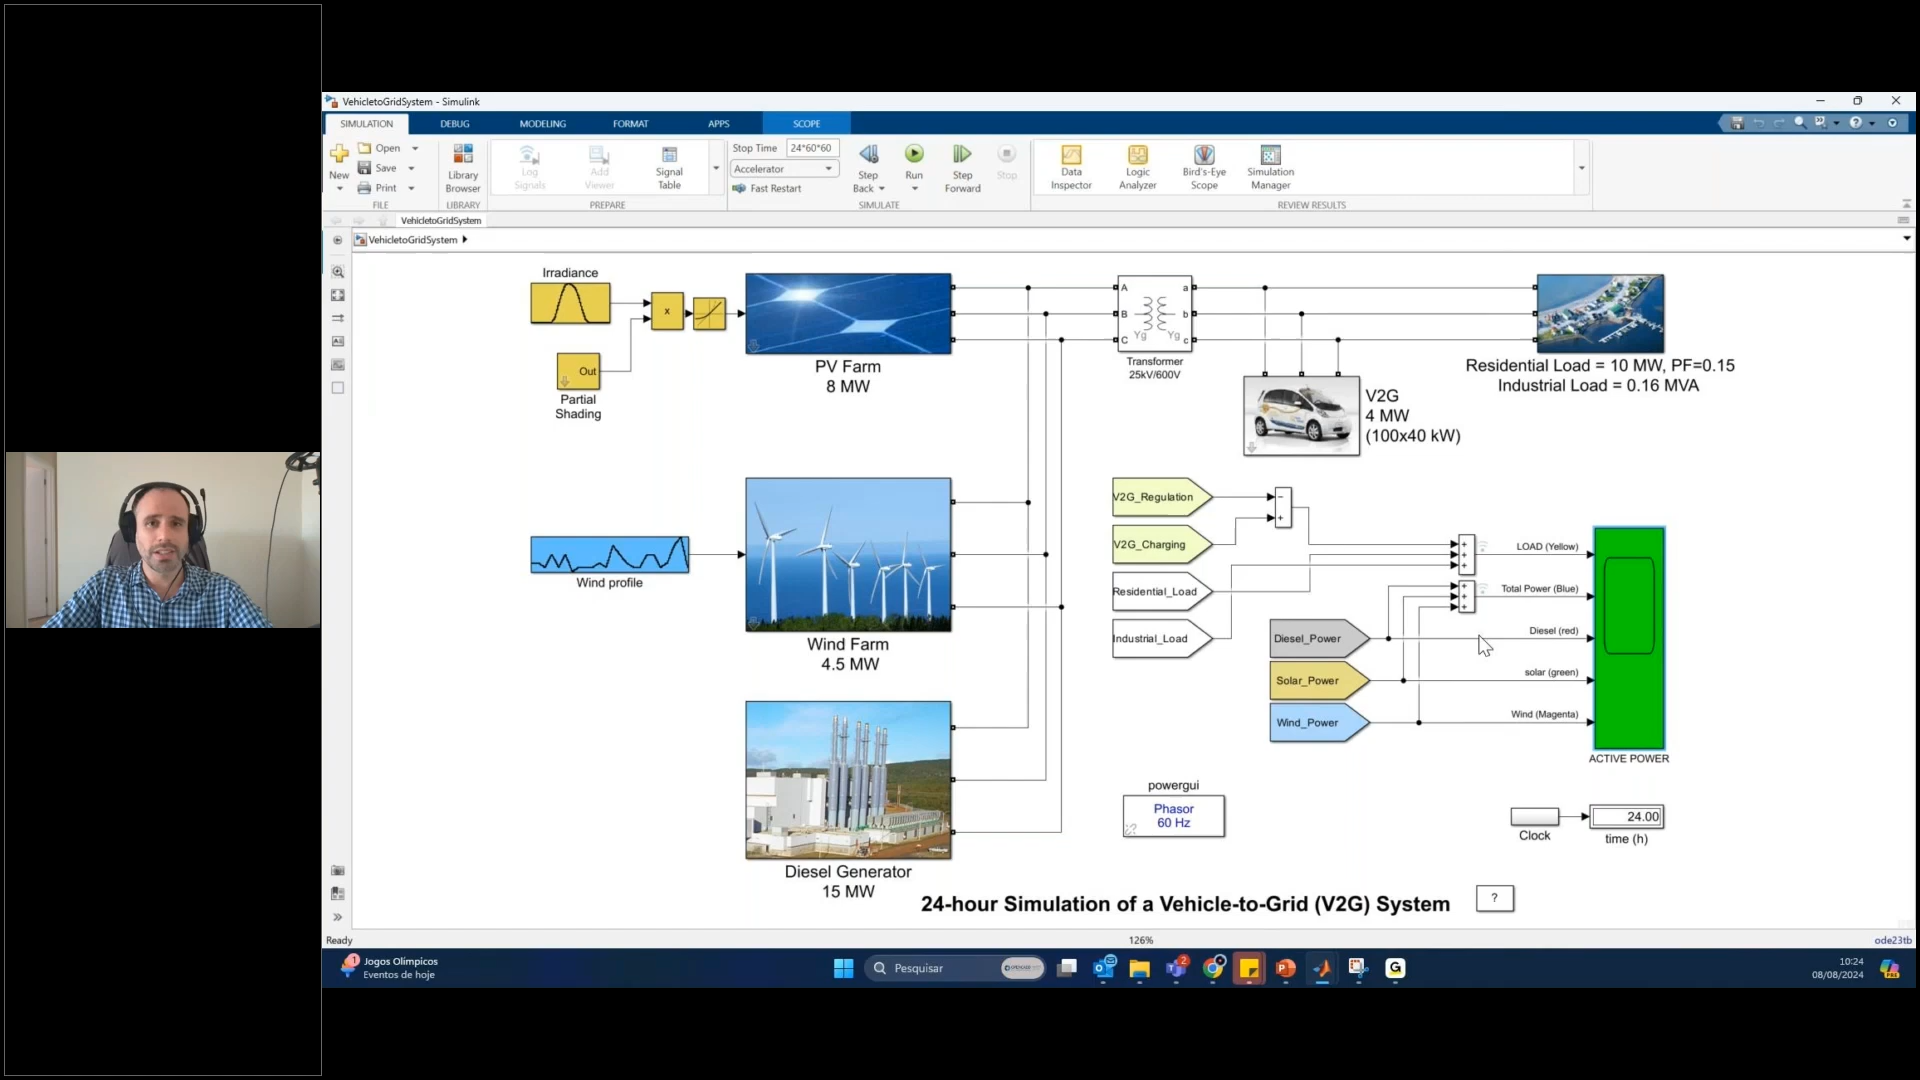 VehicletoGridSystem - Simulink
SIMULATION
DEBUG
MODELING
FORMAT
APPS
SCOPE
New
Open
Save
Print
FILE
Library
Browser
LIBRARY
Log
Signals
Add
Viewer
Signal
Table
PREPARE
Stop Time
24*60*60
Accelerator
Fast Restart
Step
Back
Run
Step
Forward
Stop
SIMULATE
Data
Inspector
Logic
Analyzer
Bird's-Eye
Scope
Simulation
Manager
REVIEW RESULTS
VehicletoGridSystem
VehicletoGridSystem
Irradiance
x
Out
Partial
Shading
PV Farm
8 MW
A
B
C
a
b
c
Yg
Yg
Transformer
25kV/600V
Residential Load = 10 MW, PF=0.15
Industrial Load = 0.16 MVA
V2G
4 MW
(100x40 kW)
Wind profile
Wind Farm
4.5 MW
V2G_Regulation
V2G_Charging
Residential_Load
Industrial_Load
Diesel_Power
Solar_Power
Wind_Power
LOAD (Yellow)
Total Power (Blue)
Diesel (red)
solar (green)
Wind (Magenta)
ACTIVE POWER
Diesel Generator
15 MW
powergui
Phasor
60 Hz
Clock
24.00
time (h)
24-hour Simulation of a Vehicle-to-Grid (V2G) System
?
Ready
126%
ode23tb
1
Jogos Olímpicos
Eventos de hoje
Pesquisar
2
G
10:24
08/08/2024